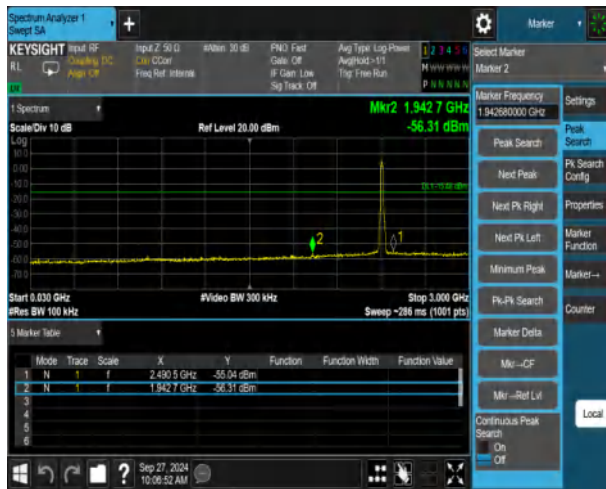 Spectrum Analyzer 1
Swept SA
Marker
KEYSIGHT
Input: RF
Coupling: DC
Align: Off
Input Z: 50 Ω
Corr CCorr
Freq Ref: Internal
#Atten: 30 dB
PNO: Fast
Gate: Off
IF Gain: Low
Sig Track: Off
Avg Type: Log-Power
Avg|Hold:>1/1
Trig: Free Run
1 2 3 4 5 6
M W W W W W
P N N N N N
RL
Select Marker
Marker 2
1 Spectrum
Scale/Div 10 dB
Log
Ref Level 20.00 dBm
Mkr2 1.942 7 GHz
-56.31 dBm
10.0
0.00
-10.0
-20.0
-30.0
-40.0
-50.0
-60.0
-70.0
2
1
Start 0.030 GHz
#Res BW 100 kHz
#Video BW 300 kHz
Stop 3.000 GHz
Sweep ~286 ms (1001 pts)
5 Marker Table
Mode Trace Scale X Y Function Function Width Function Value
1 N 1 f 2.490 5 GHz -55.04 dBm
2 N 1 f 1.942 7 GHz -56.31 dBm
3
4
5
6
Sep 27, 2024
10:06:52 AM
Marker Frequency
1.942680000 GHz
Peak Search
Next Peak
Next Pk Right
Next Pk Left
Minimum Peak
Pk-Pk Search
Marker Delta
Mkr→CF
Mkr→Ref Lvl
Continuous Peak
Search
On
Off
Settings
Peak
Search
Pk Search
Config
Properties
Marker
Function
Marker→
Counter
Local